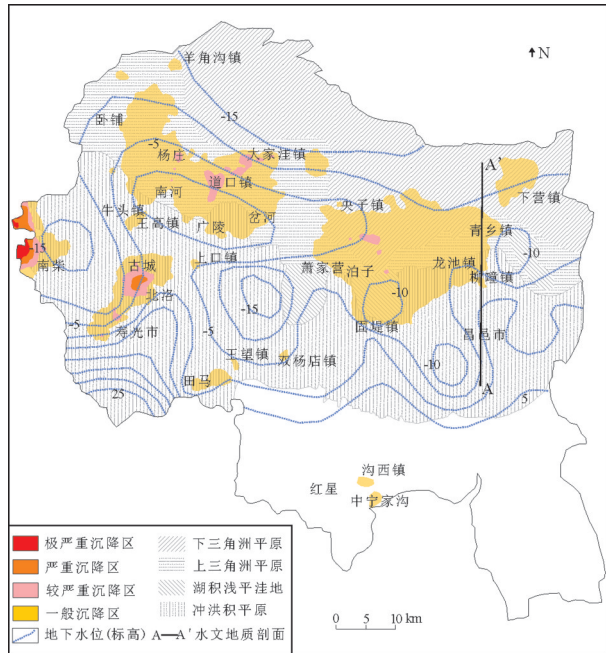 羊角沟镇
N
-15
卧铺
-5
杨庄
大家洼镇
A'
道口镇
下营镇
南河
牛头镇
央子镇
王高镇
广陵
岔河
青乡镇
-10
-15
南柴
古城
上口镇
萧家营
泊子
龙池镇
柳疃镇
北洛
-15
-10
-5
寿光市
-5
固堤镇
昌邑市
王望镇
双杨店镇
-10
田马
A
25
5
沟西镇
红星
中宁家沟
极严重沉降区
下三角洲平原
严重沉降区
上三角洲平原
较严重沉降区
湖积浅平洼地
一般沉降区
冲洪积平原
地下水位(标高)
A—A'水文地质剖面
0 5 10 km